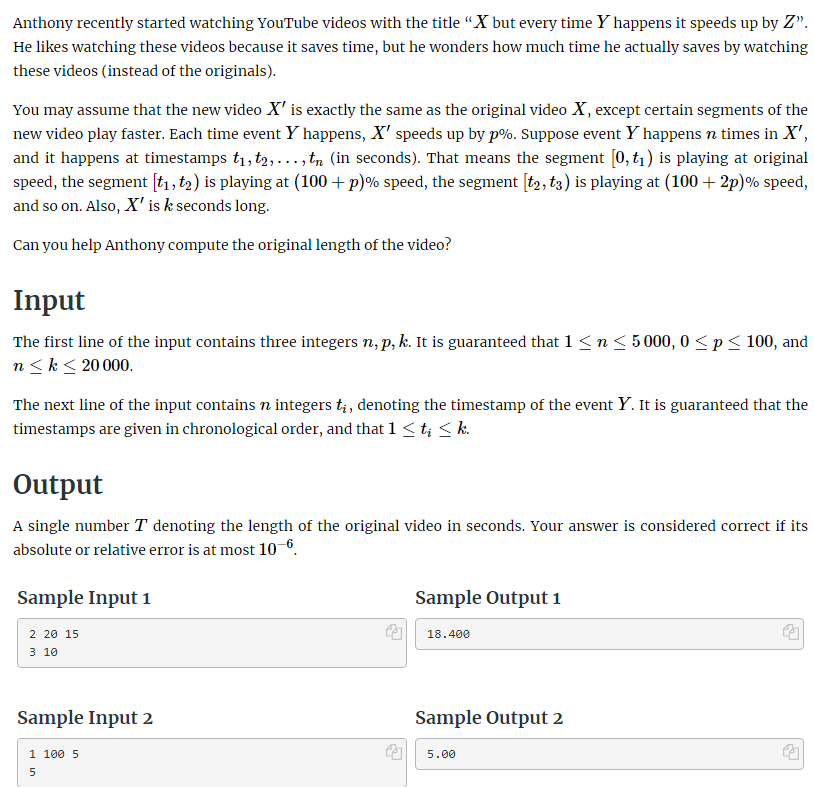 Anthony recently started watching YouTube videos with the title “X but every time Y happens it speeds up by Z”.
He likes watching these videos because it saves time, but he wonders how much time he actually saves by watching
these videos (instead of the originals).
You may assume that the new video X′ is exactly the same as the original video X, except certain segments of the
new video play faster. Each time event Y happens, X′ speeds up by p%. Suppose event Y happens n times in X′,
and it happens at timestamps t₁, t₂, . . . , tₙ (in seconds). That means the segment [0, t₁) is playing at original
speed, the segment [t₁, t₂) is playing at (100 + p)% speed, the segment [t₂, t₃) is playing at (100 + 2p)% speed,
and so on. Also, X′ is k seconds long.
Can you help Anthony compute the original length of the video?
Input
The first line of the input contains three integers n, p, k. It is guaranteed that 1 ≤ n ≤ 5 000, 0 ≤ p ≤ 100, and
n ≤ k ≤ 20 000.
The next line of the input contains n integers tᵢ, denoting the timestamp of the event Y. It is guaranteed that the
timestamps are given in chronological order, and that 1 ≤ tᵢ ≤ k.
Output
A single number T denoting the length of the original video in seconds. Your answer is considered correct if its
absolute or relative error is at most 10⁻⁶.
Sample Input 1
2 20 15
3 10
Sample Output 1
18.400
Sample Input 2
1 100 5
5
Sample Output 2
5.00